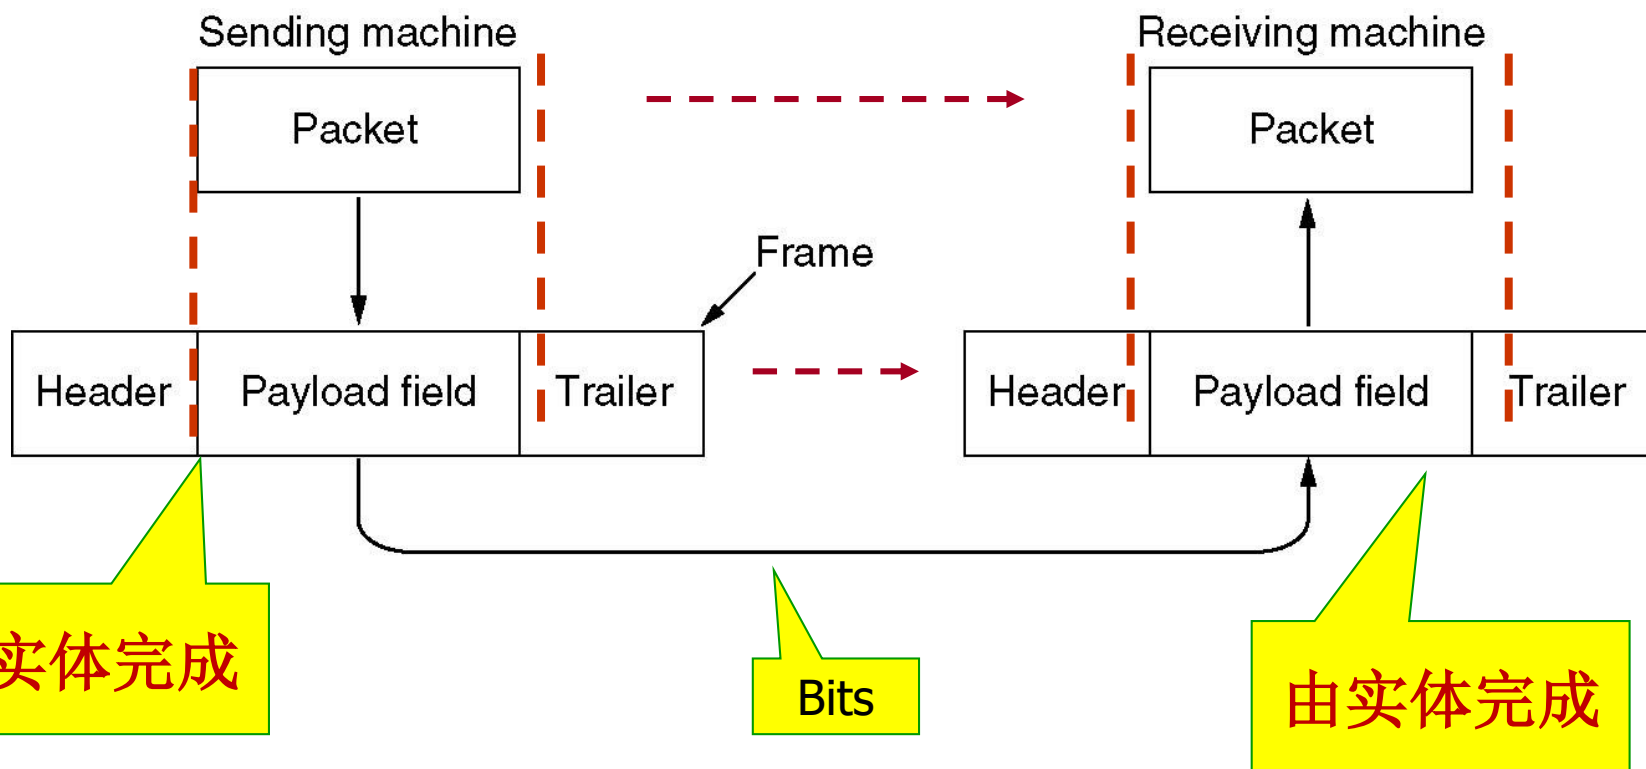 Sending machine
Receiving machine
Packet
Packet
Frame
Header
Payload field
Trailer
Header
Payload field
Trailer
实体完成
Bits
由实体完成